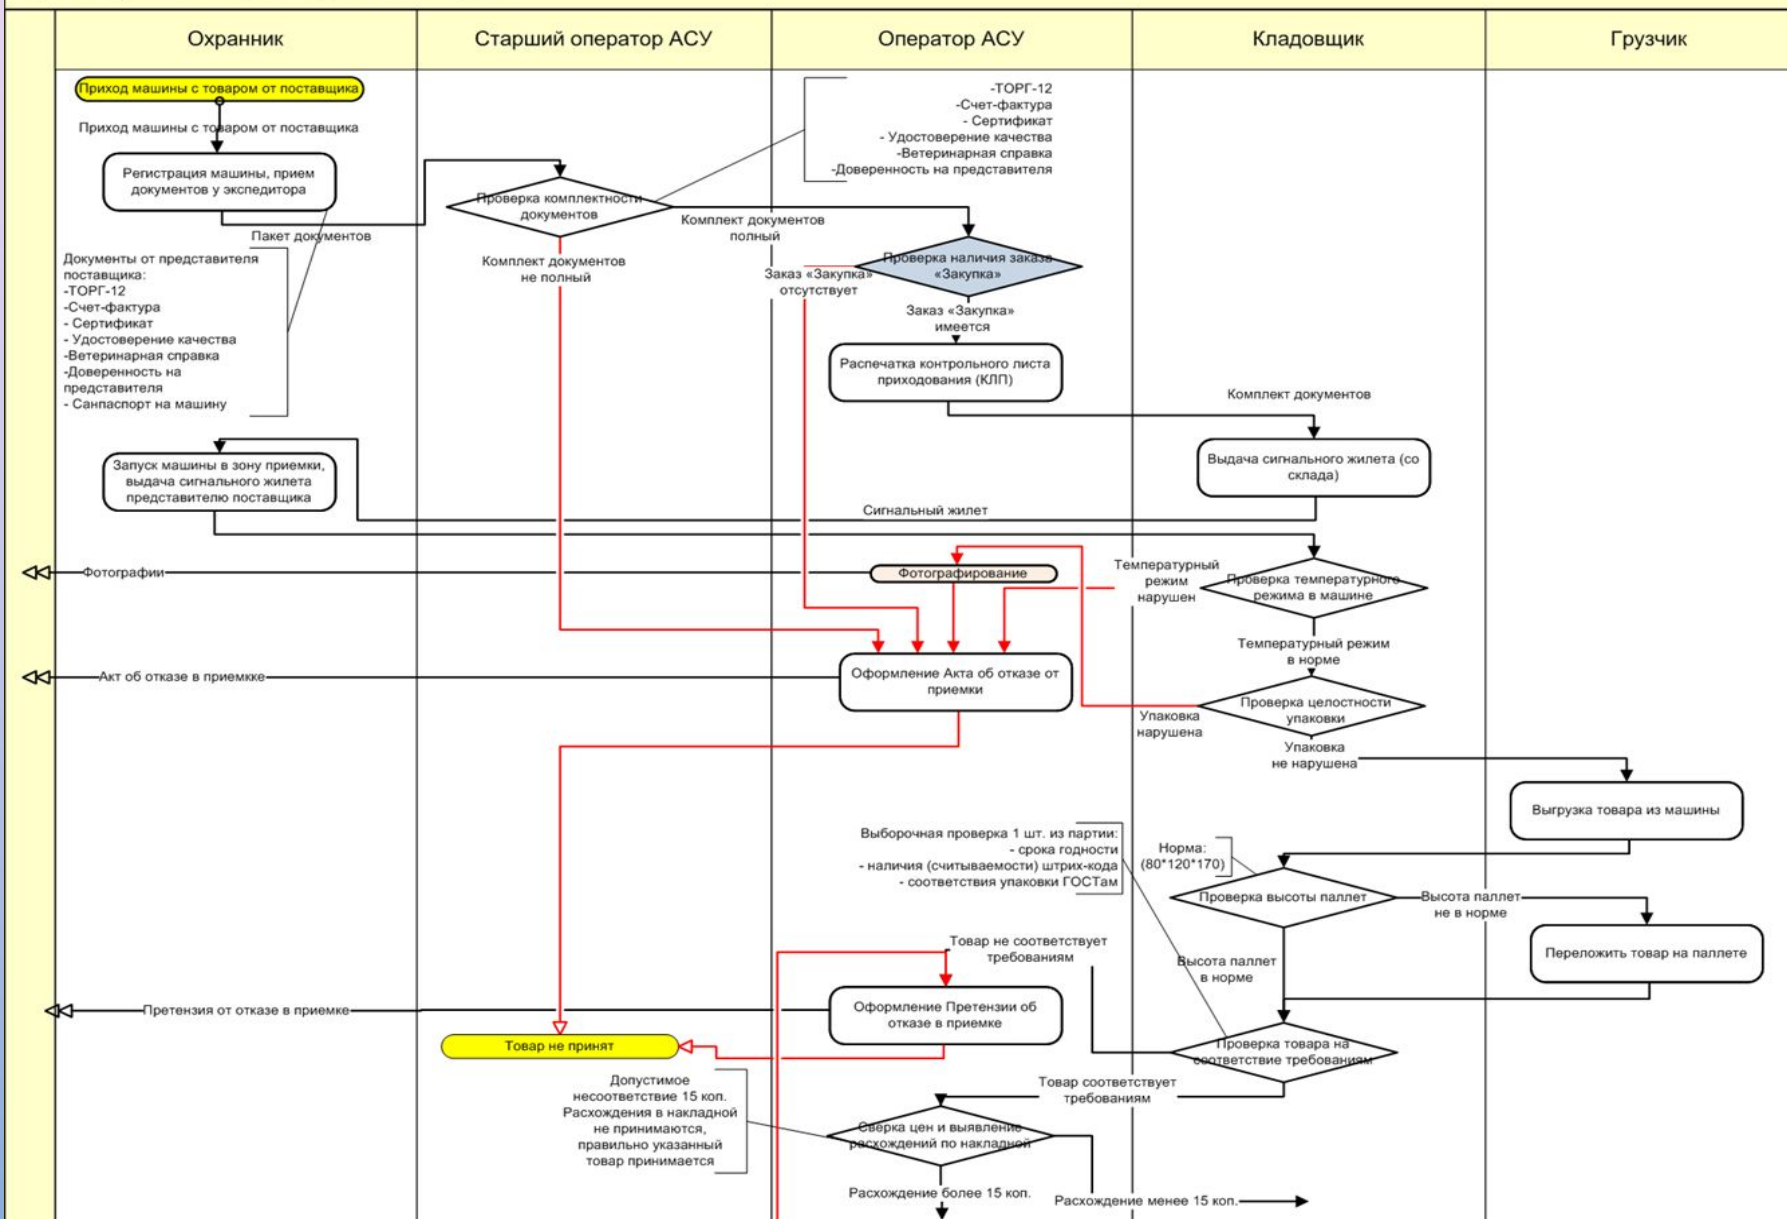 Охранник
Старший оператор АСУ
Оператор АСУ
Кладовщик
Грузчик
Приход машины с товаром от поставщика
Приход машины с товаром от поставщика
Регистрация машины, прием
документов у экспедитора
Пакет документов
Документы от представителя
поставщика:
-ТОРГ-12
-Счет-фактура
- Сертификат
- Удостоверение качества
-Ветеринарная справка
-Доверенность на
представителя
- Санпаспорт на машину
-ТОРГ-12
-Счет-фактура
- Сертификат
- Удостоверение качества
-Ветеринарная справка
-Доверенность на представителя
Проверка комплектности
документов
Комплект документов
полный
Комплект документов
не полный
Проверка наличия заказа
«Закупка»
Заказ «Закупка»
отсутствует
Заказ «Закупка»
имеется
Распечатка контрольного листа
приходования (КЛП)
Комплект документов
Выдача сигнального жилета (со
склада)
Запуск машины в зону приемки,
выдача сигнального жилета
представителю поставщика
Сигнальный жилет
Фотографии
Фотографирование
Температурный
режим
нарушен
Проверка температурного
режима в машине
Температурный режим
в норме
Акт об отказе в приемкке
Оформление Акта об отказе от
приемки
Проверка целостности
упаковки
Упаковка
нарушена
Упаковка
не нарушена
Выгрузка товара из машины
Выборочная проверка 1 шт. из партии:
- срока годности
- наличия (считываемости) штрих-кода
- соответствия упаковки ГОСТам
Норма:
(80*120*170)
Проверка высоты паллет
Высота паллет
не в норме
Переложить товар на паллете
Высота паллет
в норме
Товар не соответствует
требованиям
Претензия от отказе в приемке
Оформление Претензии об
отказе в приемке
Товар не принят
Проверка товара на
соответствие требованиям
Товар соответствует
требованиям
Допустимое
несоответствие 15 коп.
Расхождения в накладной
не принимаются,
правильно указанный
товар принимается
Сверка цен и выявление
расхождений по накладной
Расхождение более 15 коп.
Расхождение менее 15 коп.